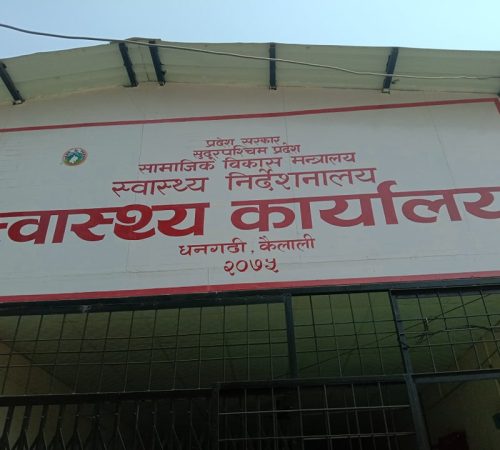 प्रदेश सरकार
सुदूरपश्चिम प्रदेश
सामाजिक विकास मन्त्रालय
स्वास्थ्य निर्देशनालय
स्वास्थ्य कार्यालय
धनगढी, कैलाली
२०७५